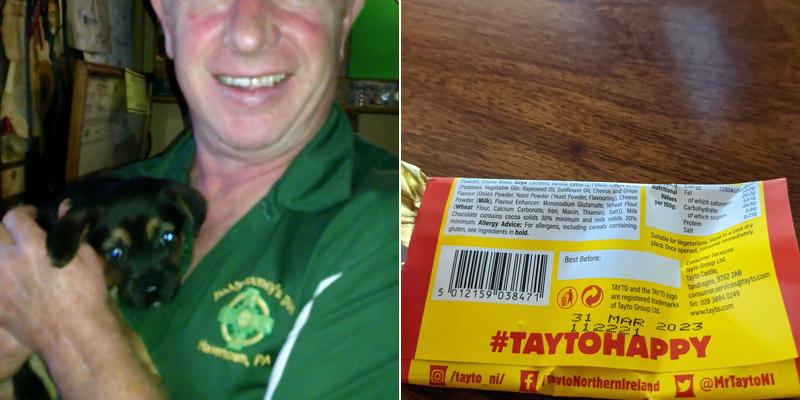 Havertown, PA
Powder, Cocoa Mass, Soya Lecithin, Vanilla Extract), Potato Crisps
(Potatoes, Vegetable Oils: Rapeseed Oil, Sunflower Oil; Cheese and Onion
Flavour (Onion Powder, Yeast Powder (Yeast Powder, Flavouring), Cheese
Powder (Milk), Flavour Enhancer: Monosodium Glutamate; Wheat Flour
(Wheat Flour, Calcium Carbonate, Iron, Niacin, Thiamin), Salt)). Milk
Chocolate contains cocoa solids 30% minimum and milk solids 20%
minimum. Allergy Advice: For allergens, including cereals containing
gluten, see ingredients in bold.
Nutritional
Values
per 100g:
Energy
Fat
of which saturates
Carbohydrate
of which sugars
Protein
Salt
Suitable for Vegetarians. Store in a cool dry
place. Once opened, consume immediately.
Best Before:
Consumer Services:
Tayto Group Ltd.
Tayto Castle,
Tandragee, BT62 2AB
consumer.services@tayto.com
Tel: 028 3884 0249
www.tayto.com
5 012159 038471
TAYTO and the TAYTO logo
are registered trademarks
of Tayto Group Ltd.
31 MAR 2023
112221
#TAYTOHAPPY
/tayto_ni/
/TaytoNorthernIreland
@MrTaytoNI